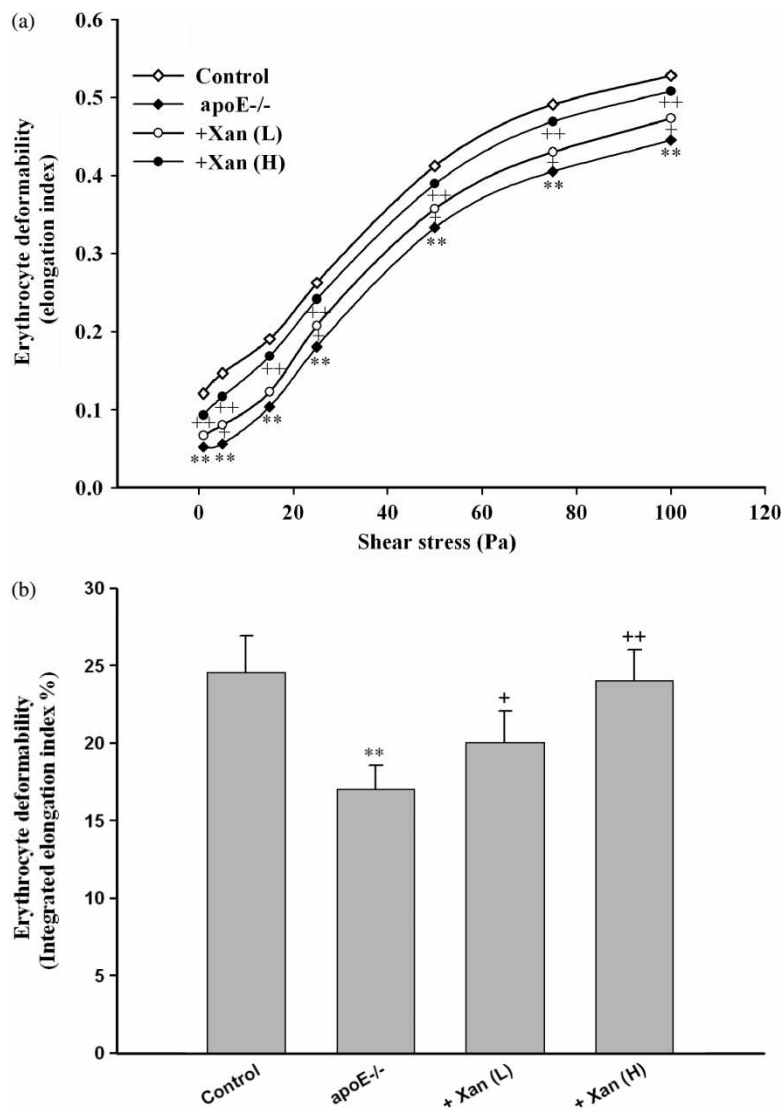 (a)
0.6
0.5
0.4
0.3
0.2
0.1
0.0
Erythrocyte deformability
(elongation index)
Control
apoE-/-
+Xan (L)
+Xan (H)
++
++
++
++
++
++
++
+
+
+
+
+
**
**
**
**
**
**
**
0
20
40
60
80
100
120
Shear stress (Pa)
(b)
30
25
20
15
10
5
0
Erythrocyte deformability
(Integrated elongation index %)
**
+
++
Control
apoE-/-
+ Xan (L)
+ Xan (H)